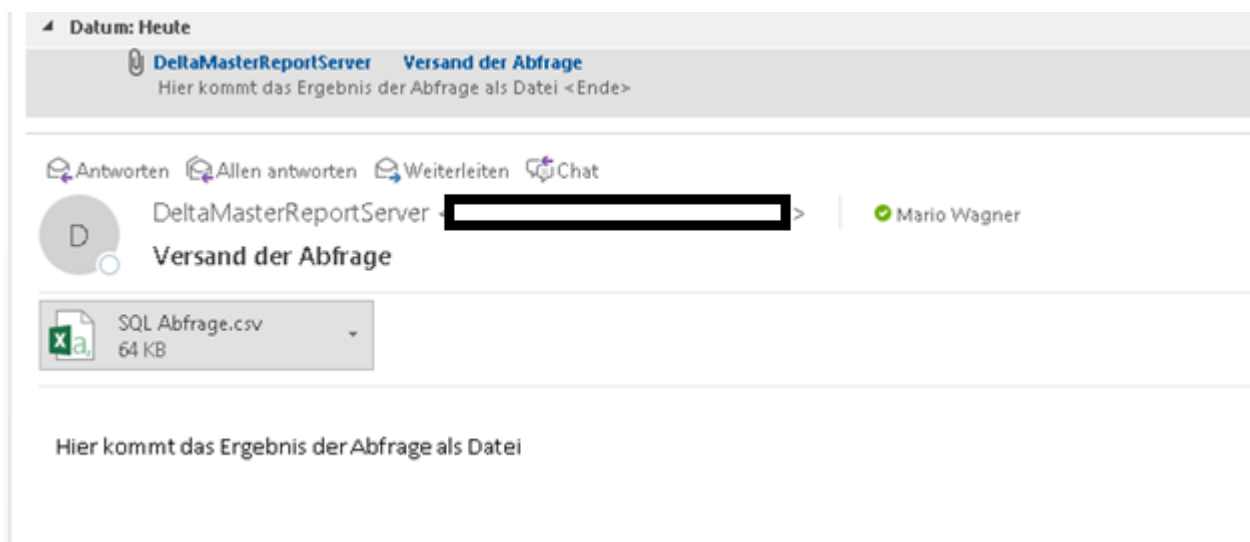 Datum: Heute
DeltaMasterReportServer Versand der Abfrage
Hier kommt das Ergebnis der Abfrage als Datei <Ende>
Antworten Allen antworten Weiterleiten Chat
DeltaMasterReportServer < > Mario Wagner
D
Versand der Abfrage
SQL Abfrage.csv
64 KB
Hier kommt das Ergebnis der Abfrage als Datei